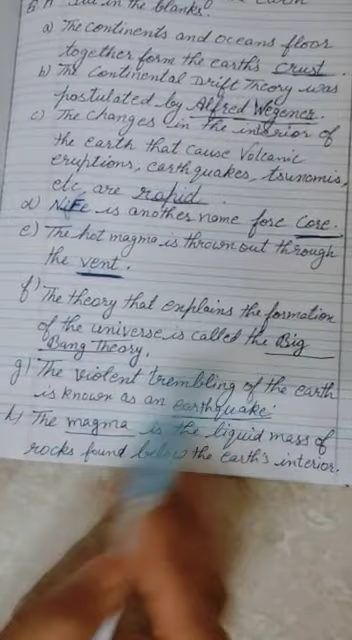 6 A Fill in the blanks.
a) The continents and oceans floor
together form the earth's crust.
b) The Continental Drift Theory was
postulated by Alfred Wegener.
c) The changes in the interior of
the earth that cause Volcanic
eruptions, earthquakes, tsunamis,
etc, are rapid.
d) NiFe is another name for Core.
e) The hot magma is thrown out through
the vent.
f) The theory that explains the formation
of the universe is called the Big
Bang Theory.
g) The violent trembling of the earth
is known as an earthquake
h) The magma is the liquid mass of
rocks found below the earth's interior.